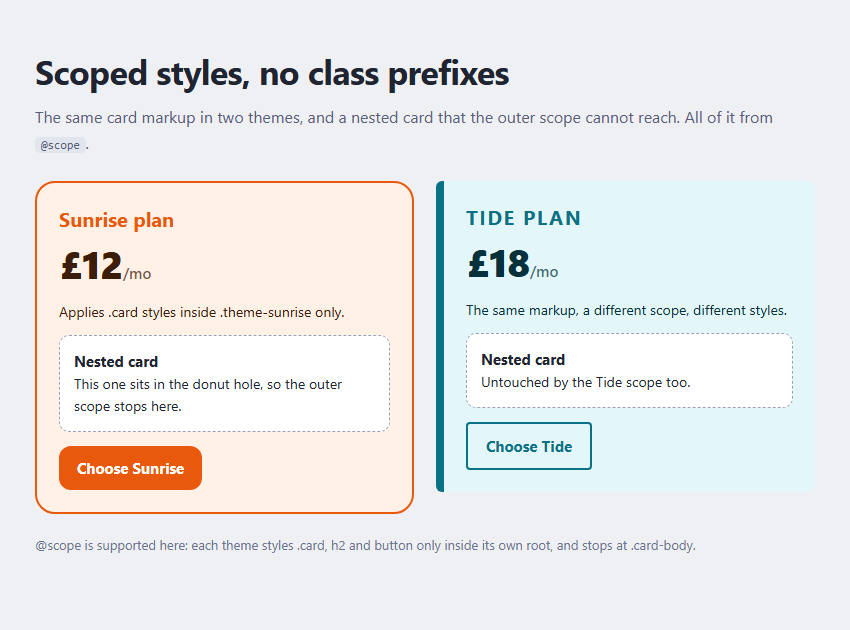 Scoped styles, no class prefixes
The same card markup in two themes, and a nested card that the outer scope cannot reach. All of it from
@scope.
Sunrise plan
£12/mo
Applies .card styles inside .theme-sunrise only.
Nested card
This one sits in the donut hole, so the outer
scope stops here.
Choose Sunrise
TIDE PLAN
£18/mo
The same markup, a different scope, different styles.
Nested card
Untouched by the Tide scope too.
Choose Tide
@scope is supported here: each theme styles .card, h2 and button only inside its own root, and stops at .card-body.